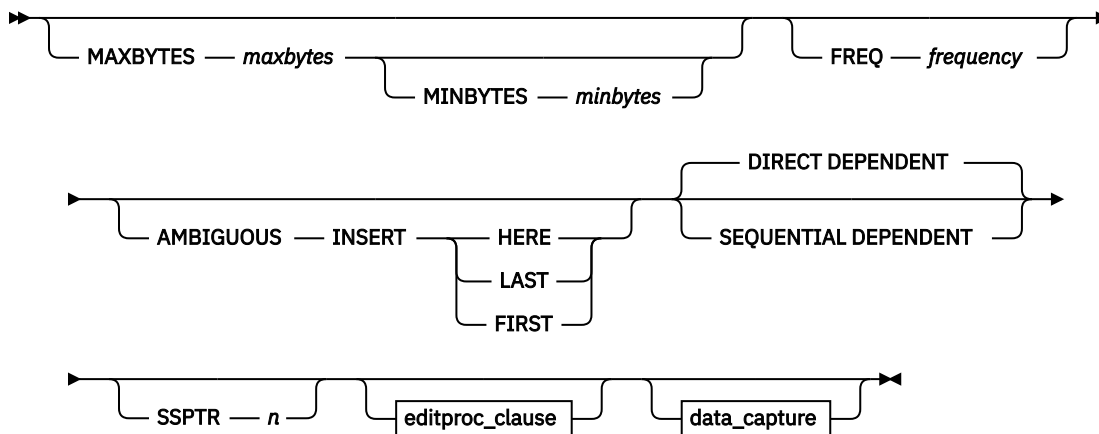 MAXBYTES maxbytes FREQ frequency
MINBYTES minbytes
DIRECT DEPENDENT
AMBIGUOUS INSERT HERE SEQUENTIAL DEPENDENT
LAST
FIRST
SSPTR n editproc_clause data_capture